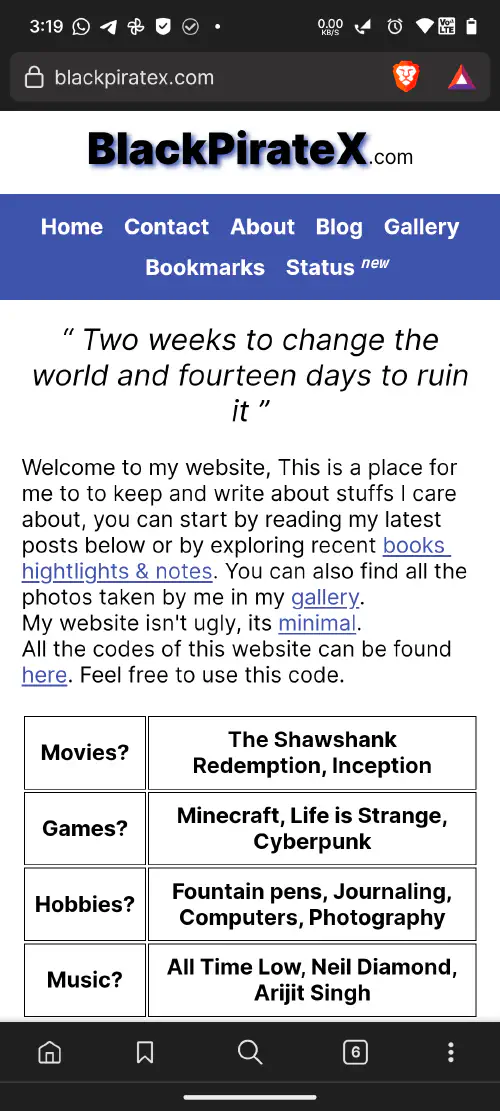 3:19
0.00
KB/S
Vo))
LTE
blackpiratex.com
BlackPirateX.com
Home Contact About Blog Gallery
Bookmarks Status new
“ Two weeks to change the
world and fourteen days to ruin
it ”
Welcome to my website, This is a place for
me to to keep and write about stuffs I care
about, you can start by reading my latest
posts below or by exploring recent books
hightlights & notes. You can also find all the
photos taken by me in my gallery.
My website isn't ugly, its minimal.
All the codes of this website can be found
here. Feel free to use this code.
Movies?
The Shawshank
Redemption, Inception
Games?
Minecraft, Life is Strange,
Cyberpunk
Hobbies?
Fountain pens, Journaling,
Computers, Photography
Music?
All Time Low, Neil Diamond,
Arijit Singh
6